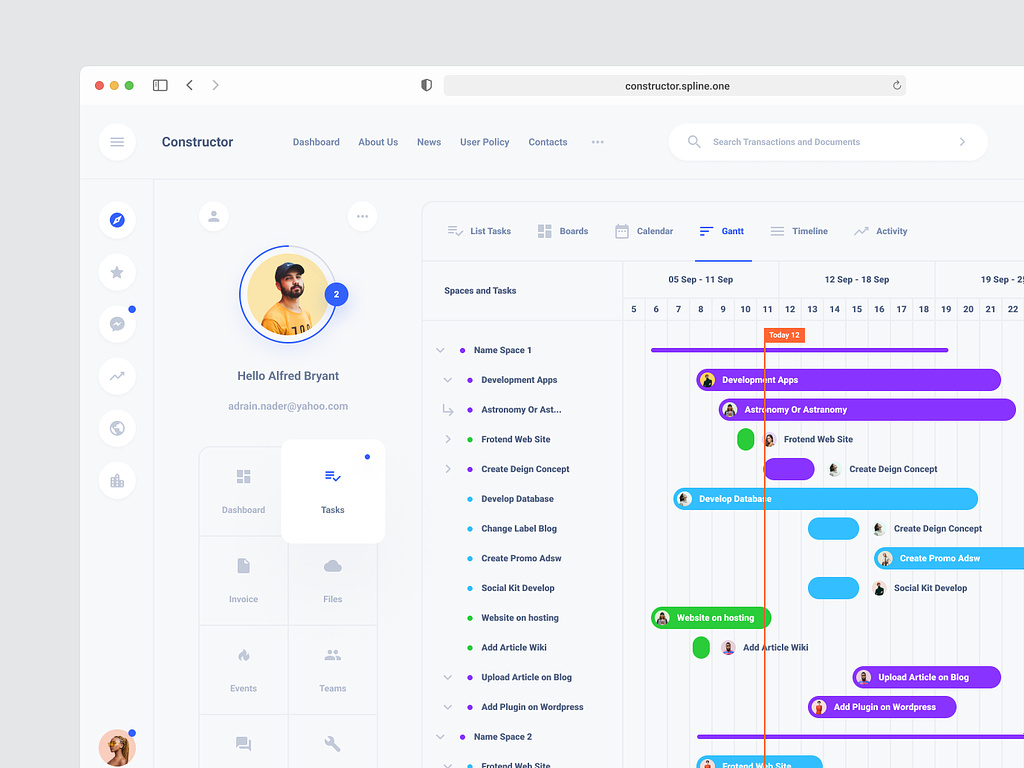 constructor.spline.one
Constructor
Dashboard
About Us
News
User Policy
Contacts
Search Transactions and Documents
2
Hello Alfred Bryant
adrain.nader@yahoo.com
Dashboard
Tasks
Invoice
Files
Events
Teams
List Tasks
Boards
Calendar
Gantt
Timeline
Activity
Spaces and Tasks
05 Sep - 11 Sep
12 Sep - 18 Sep
19 Sep - 2
5 6 7 8 9 10 11 12 13 14 15 16 17 18 19 20 21 22
Today 12
Name Space 1
Development Apps
Development Apps
Astronomy Or Ast...
Astronomy Or Astranomy
Frotend Web Site
Frotend Web Site
Create Deign Concept
Create Deign Concept
Develop Database
Develop Database
Change Label Blog
Create Deign Concept
Create Promo Adsw
Create Promo Adsw
Social Kit Develop
Social Kit Develop
Website on hosting
Website on hosting
Add Article Wiki
Add Article Wiki
Upload Article on Blog
Upload Article on Blog
Add Plugin on Wordpress
Add Plugin on Wordpress
Name Space 2
Frotend Web Site
Frotend Web Site